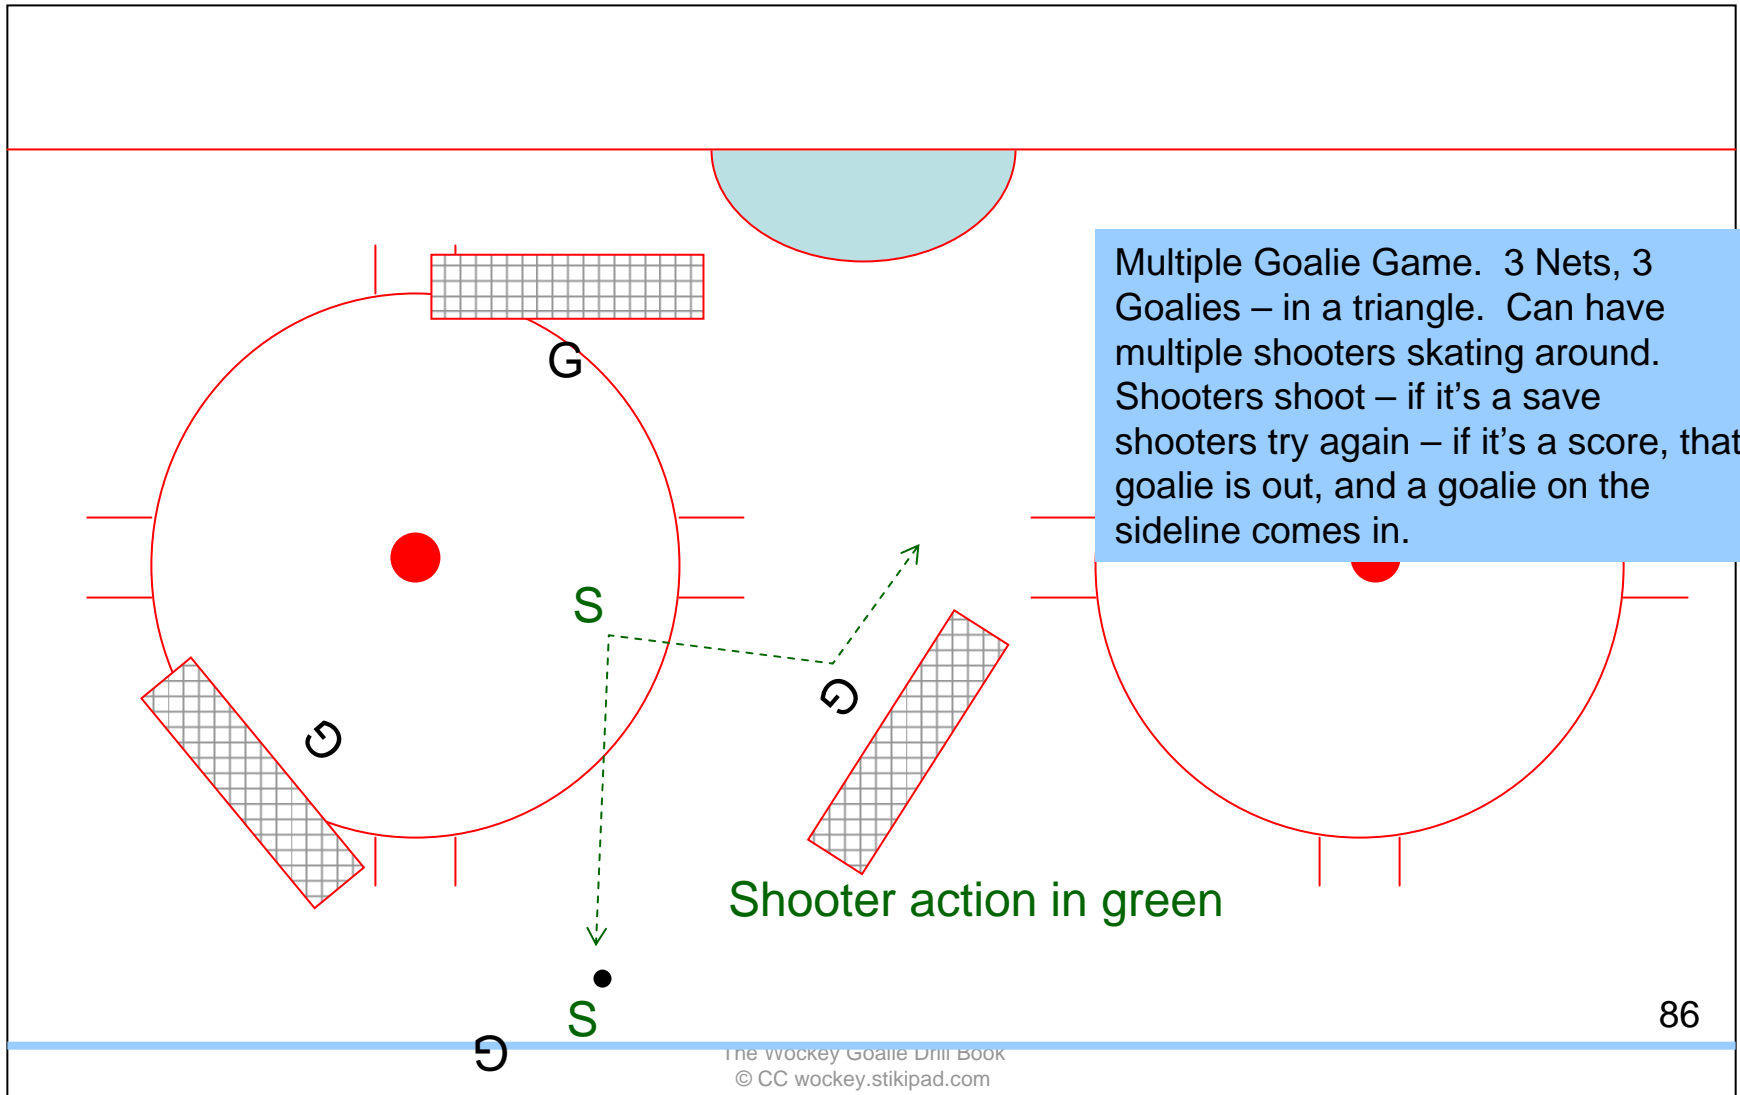 Multiple Goalie Game.  3 Nets, 3
Goalies – in a triangle.  Can have
multiple shooters skating around.
Shooters shoot – if it’s a save
shooters try again – if it’s a score, that
goalie is out, and a goalie on the
sideline comes in.
G
S
G
G
Shooter action in green
S
86
G
The Wockey Goalie Drill Book
© CC wockey.stikipad.com